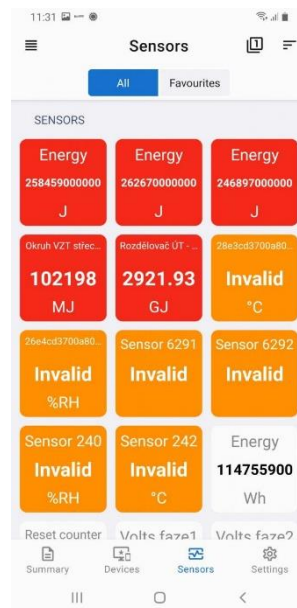 11:31
Sensors
1
All Favourites
SENSORS
Energy Energy Energy
258459000000 262670000000 246897000000
J J J
Okruh VZT střec... Rozdělovač ÚT - ... 28e3cd3700a80...
102198 2921.93 Invalid
MJ GJ °C
26e4cd3700a80... Sensor 6291 Sensor 6292
Invalid Invalid Invalid
%RH
Sensor 240 Sensor 242 Energy
Invalid Invalid 114755900
%RH °C Wh
Reset counter Volts faze1 Volts faze2
Summary Devices Sensors Settings